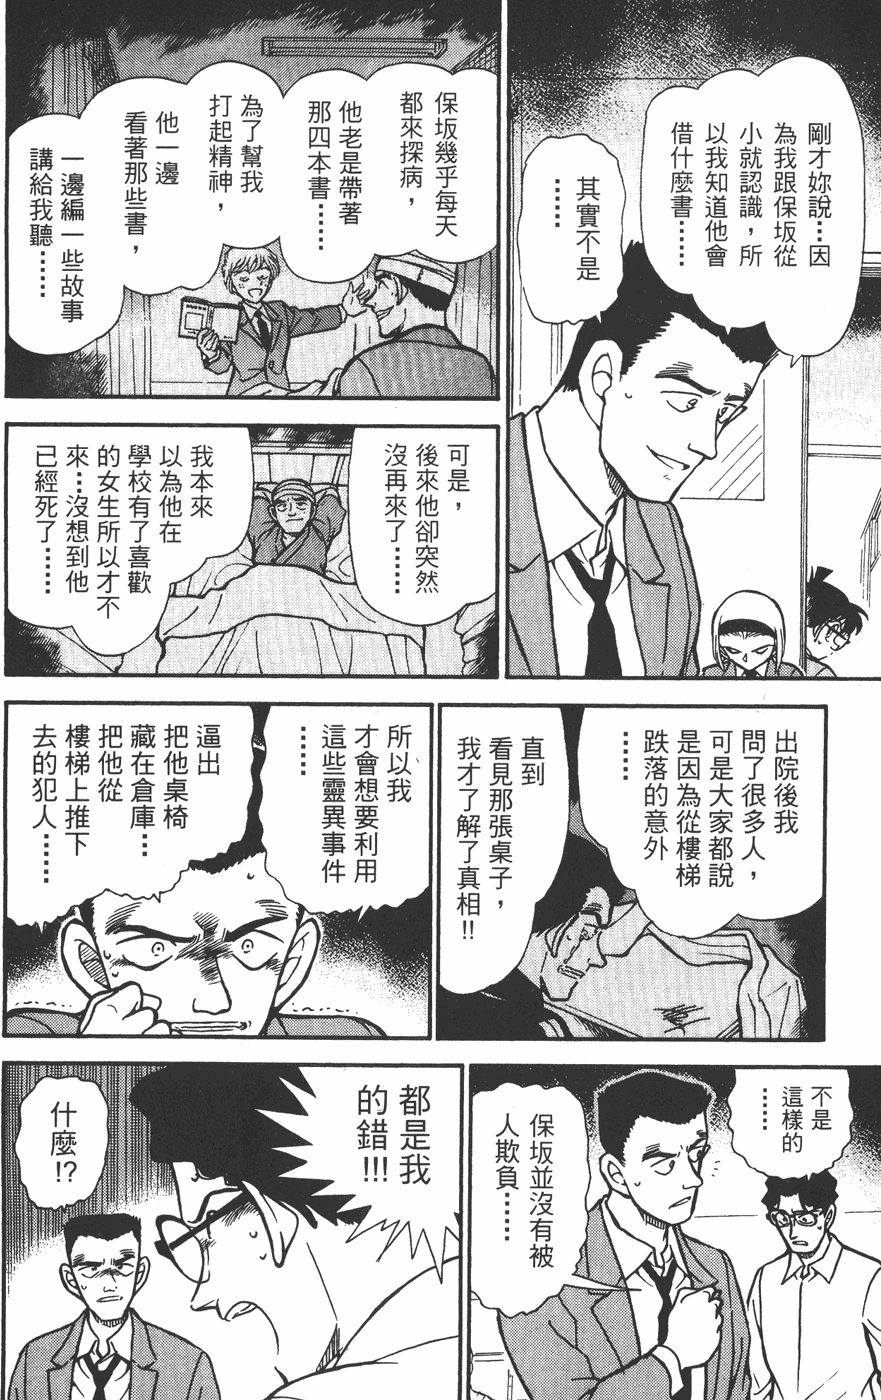 剛才妳說…因
為我跟保坂從
小就認識，所
以我知道他會
借什麼書……
其實不是
……
保坂幾乎每天
都來探病，
他老是帶著
那四本書……
為了幫我
打起精神，
他一邊
看著那些書，
一邊編一些故事
講給我聽……
可是，
後來他卻突然
沒再來了……
我本來
以為他在
學校有了喜歡
的女生所以才不
來…沒想到他
已經死了……
出院後我
問了很多人，
可是大家都說
是因為從樓梯
跌落的意外
……
直到
看見那張桌子，
我才了解了真相!!
所以我
才會想要利用
這些靈異事件
……
逼出
把他桌椅
藏在倉庫…
把他從
樓梯上推下
去的犯人……
不是
這樣的
……
保坂並沒有被
人欺負……
都是我
的錯!!!
什麼!?